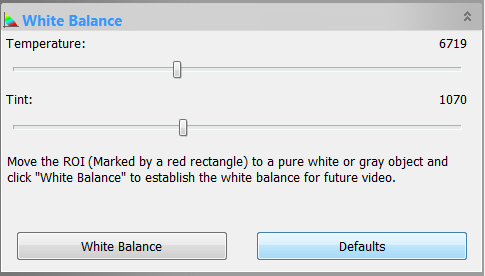 White Balance
Temperature: 6719
Tint: 1070
Move the ROI (Marked by a red rectangle) to a pure white or gray object and
click "White Balance" to establish the white balance for future video.
White Balance Defaults